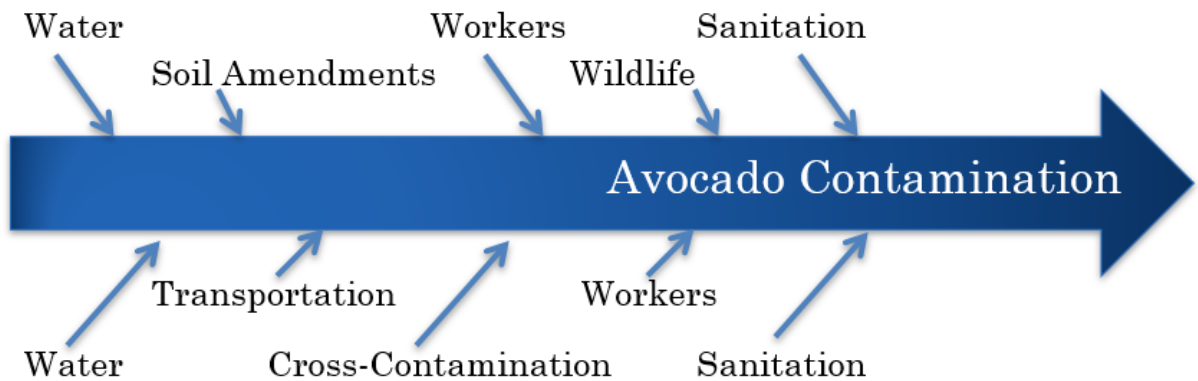 Water
Workers
Sanitation
Soil Amendments
Wildlife
Avocado Contamination
Transportation
Workers
Water
Cross-Contamination
Sanitation